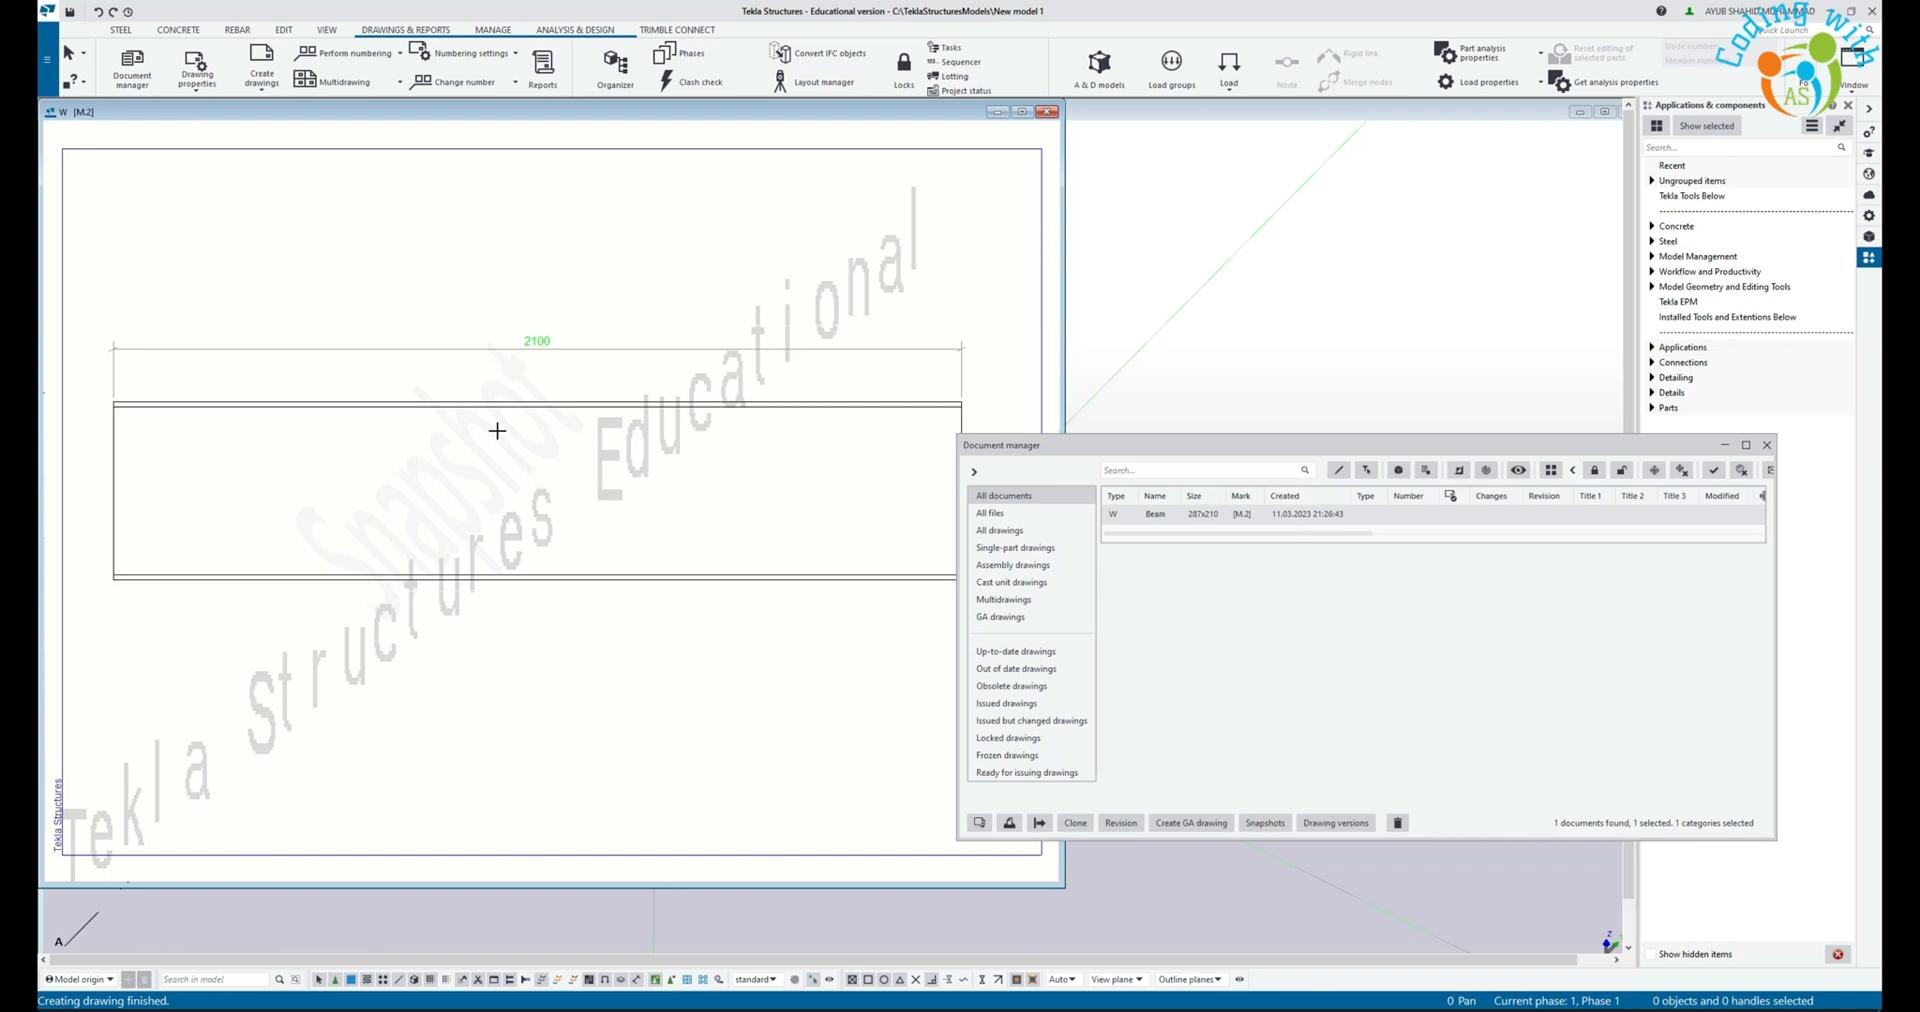 Tekla Structures - Educational version - C:\TeklaStructuresModels\New model 1
AYUB SHAHID MUHAMMAD
STEEL CONCRETE REBAR EDIT VIEW DRAWINGS & REPORTS MANAGE ANALYSIS & DESIGN TRIMBLE CONNECT
Quick Launch
Document manager
Drawing properties
Create drawings
Perform numbering
Multidrawing
Numbering settings
Change number
Reports
Organizer
Phases
Clash check
Convert IFC objects
Layout manager
Locks
Tasks
Sequencer
Lotting
Project status
A & D models
Load groups
Load
Node
Rigid link
Merge nodes
Part analysis properties
Load properties
Reset editing of selected parts
Get analysis properties
Node number
Member num
Window
Coding With
AS
W [M.2]
2100
Snapshot
Tekla Structures Educational
Tekla Structures
Applications & components
Show selected
Search...
Recent
Ungrouped items
Tekla Tools Below
Concrete
Steel
Model Management
Workflow and Productivity
Model Geometry and Editing Tools
Tekla EPM
Installed Tools and Extentions Below
Applications
Connections
Detailing
Details
Parts
Show hidden items
Document manager
Search...
All documents
All files
All drawings
Single-part drawings
Assembly drawings
Cast unit drawings
Multidrawings
GA drawings
Up-to-date drawings
Out of date drawings
Obsolete drawings
Issued drawings
Issued but changed drawings
Locked drawings
Frozen drawings
Ready for issuing drawings
Type Name Size Mark Created Type Number Changes Revision Title 1 Title 2 Title 3 Modified
W Beam 287x210 [M.2] 11.03.2023 21:26:43
Clone Revision Create GA drawing Snapshots Drawing versions
1 documents found, 1 selected. 1 categories selected
A
Z
Model origin Search in model standard Auto View plane Outline planes
Creating drawing finished.
0 Pan Current phase: 1, Phase 1 0 objects and 0 handles selected